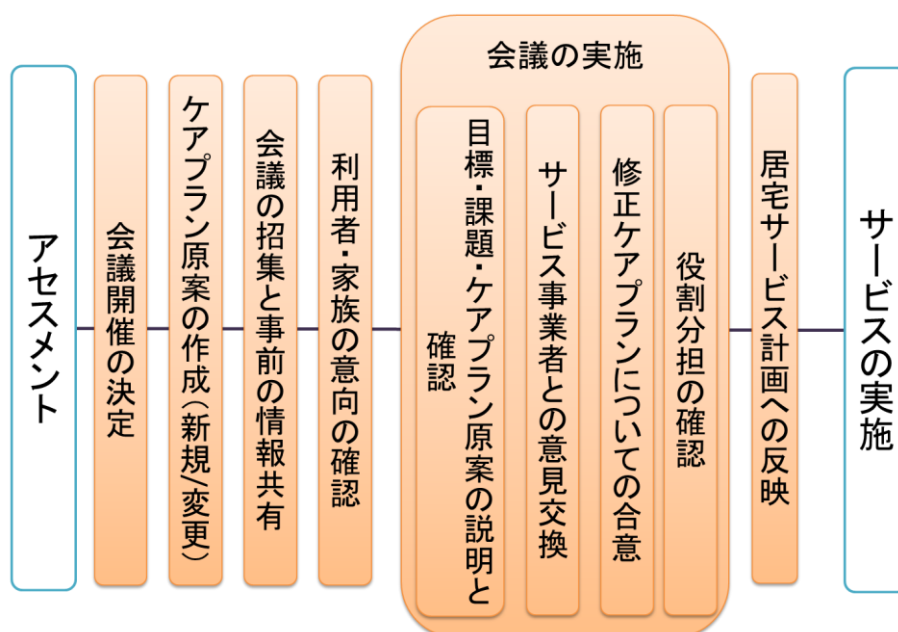 アセスメント
会議開催の決定
ケアプラン原案の作成(新規/変更)
会議の招集と事前の情報共有
利用者・家族の意向の確認
会議の実施
目標・課題・ケアプラン原案の説明と
確認
サービス事業者との意見交換
修正ケアプランについての合意
役割分担の確認
居宅サービス計画への反映
サービスの実施